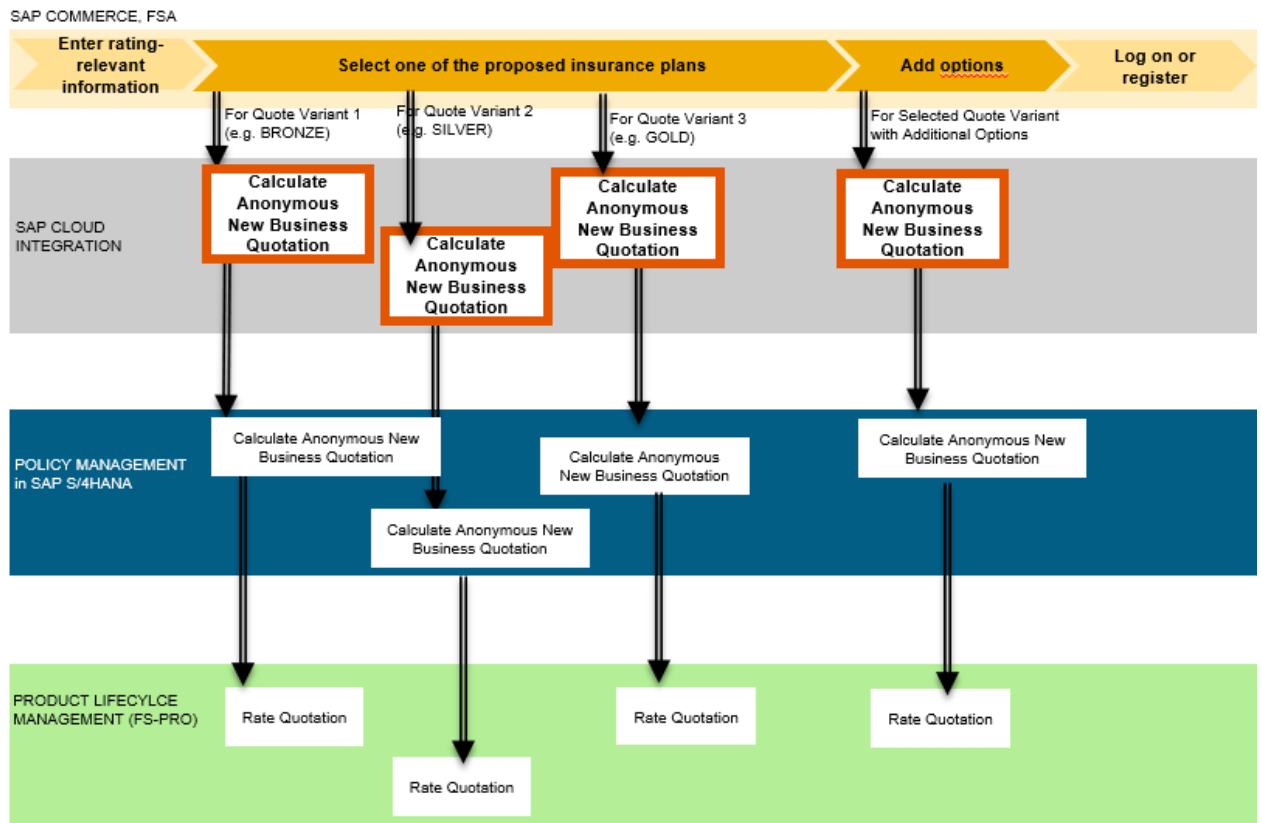 SAP COMMERCE, FSA
Enter rating-
relevant
information
Select one of the proposed insurance plans
Add options
Log on or
register
For Quote Variant 1
(e.g. BRONZE)
For Quote Variant 2
(e.g. SILVER)
For Quote Variant 3
(e.g. GOLD)
For Selected Quote Variant
with Additional Options
SAP CLOUD
INTEGRATION
Calculate
Anonymous
New Business
Quotation
Calculate
Anonymous
New Business
Quotation
Calculate
Anonymous
New Business
Quotation
Calculate
Anonymous
New Business
Quotation
POLICY MANAGEMENT
in SAP S/4HANA
Calculate Anonymous New
Business Quotation
Calculate Anonymous New
Business Quotation
Calculate Anonymous
New Business Quotation
Calculate Anonymous New
Business Quotation
PRODUCT LIFECYLCE
MANAGEMENT (FS-PRO)
Rate Quotation
Rate Quotation
Rate Quotation
Rate Quotation